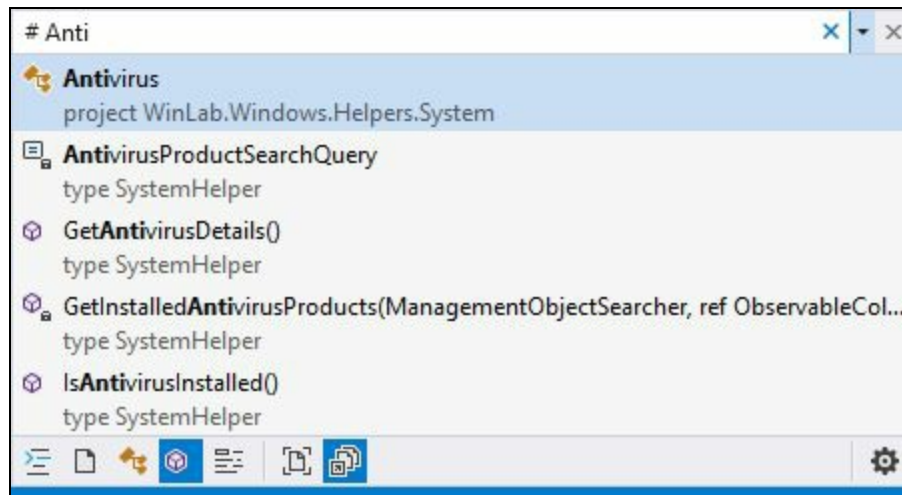 # Anti
Antivirus
project WinLab.Windows.Helpers.System
AntivirusProductSearchQuery
type SystemHelper
GetAntivirusDetails()
type SystemHelper
GetInstalledAntivirusProducts(ManagementObjectSearcher, ref ObservableCol...
type SystemHelper
IsAntivirusInstalled()
type SystemHelper